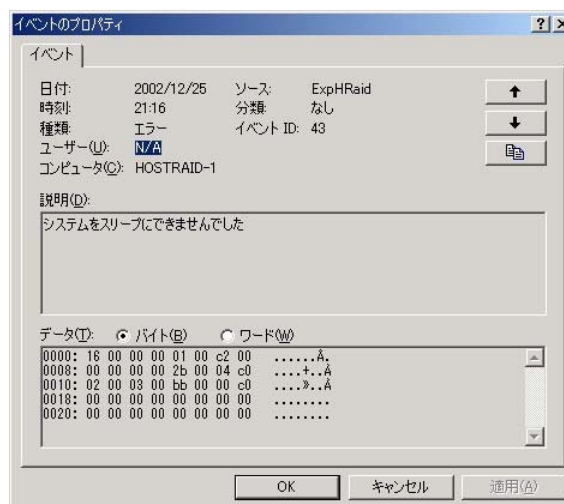 イベントのプロパティ
イベント
日付: 2002/12/25 ソース: ExpHRaid
時刻: 21:16 分類: なし
種類: エラー イベント ID: 43
ユーザー(U): N/A
コンピュータ(C): HOSTRAID-1
説明(D):
システムをスリープにできませんでした
データ(T): バイト(B) ワード(W)
0000: 16 00 00 00 01 00 c2 00 ......Â.
0008: 00 00 00 00 2b 00 04 c0 ....+..À
0010: 02 00 03 00 bb 00 00 c0 ....»..À
0018: 00 00 00 00 00 00 00 00 ........
0020: 00 00 00 00 00 00 00 00 ........
OK キャンセル 適用(A)